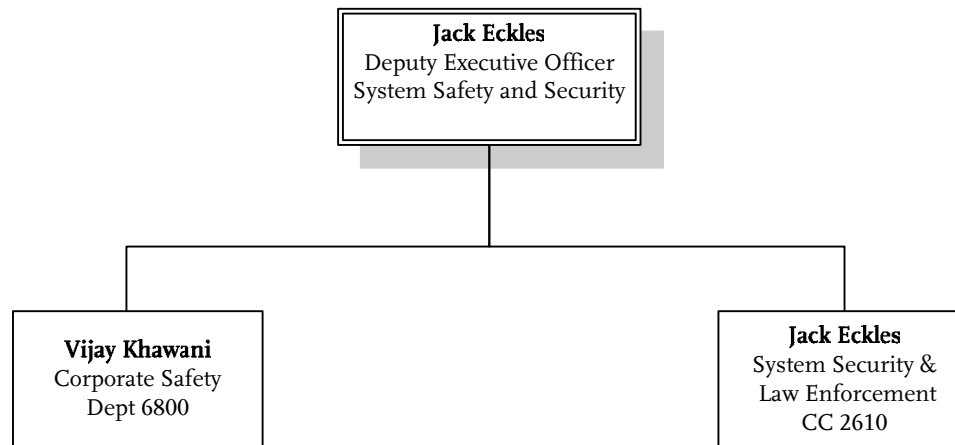 Jack Eckles
Deputy Executive Officer
System Safety and Security
Vijay Khawani
Corporate Safety
Dept 6800
Jack Eckles
System Security &
Law Enforcement
CC 2610